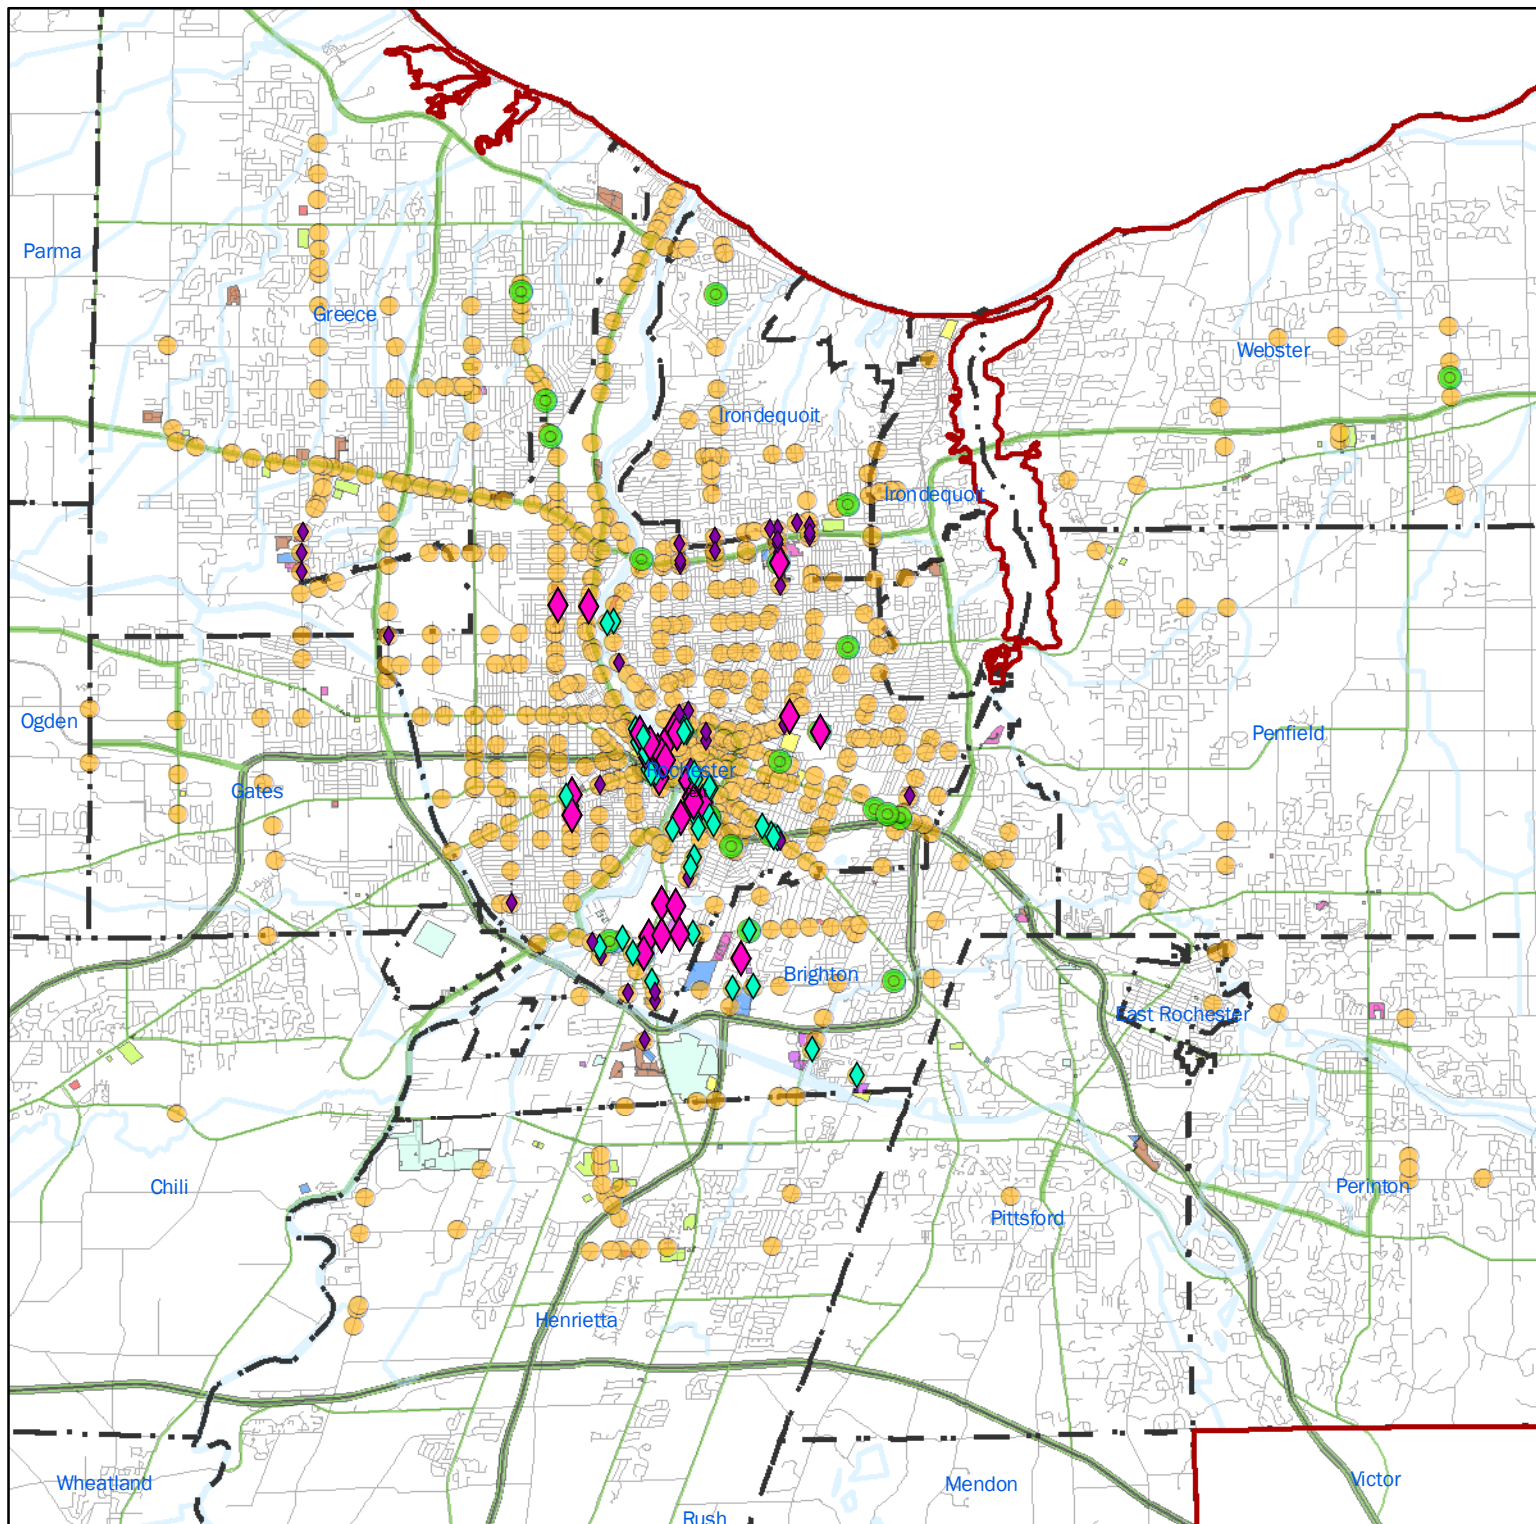 Parma
Greece
Webster
Irondequoit
Irondequoit
Ogden
Penfield
Rochester
Gates
Brighton
East Rochester
Chili
Perinton
Pittsford
Henrietta
Wheatland
Mendon
Victor
Rush